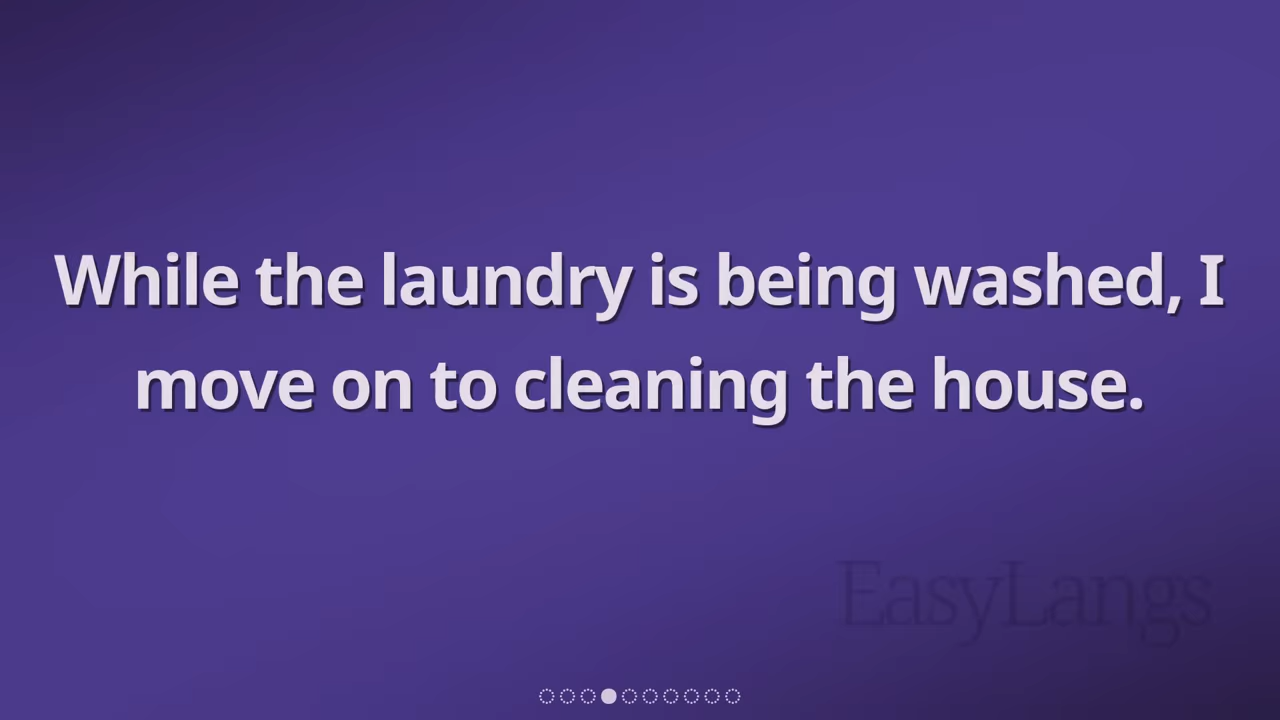 While the laundry is being washed, I
move on to cleaning the house.
EasyLangs